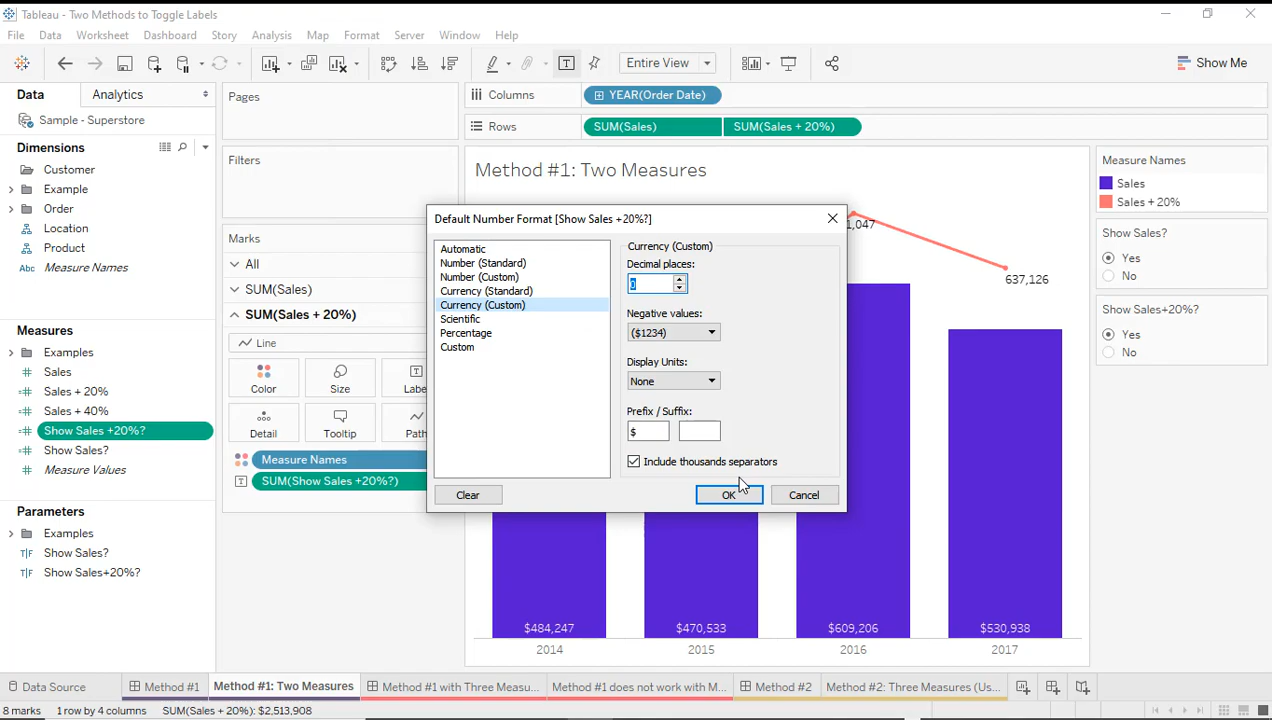 Tableau - Two Methods to Toggle Labels
File Data Worksheet Dashboard Story Analysis Map Format Server Window Help
Entire View
Show Me
Data Analytics
Sample - Superstore
Dimensions
Customer
Example
Order
Location
Product
Abc Measure Names
Measures
Examples
Sales
Sales + 20%
Sales + 40%
Show Sales +20%?
Show Sales?
Measure Values
Parameters
Examples
Show Sales?
Show Sales+20%?
Pages
Filters
Marks
All
SUM(Sales)
SUM(Sales + 20%)
Line
Color Size Labe
Detail Tooltip Path
Measure Names
SUM(Show Sales +20%?)
Columns YEAR(Order Date)
Rows SUM(Sales) SUM(Sales + 20%)
Method #1: Two Measures
1,047
637,126
$484,247 $470,533 $609,206 $530,938
2014 2015 2016 2017
Default Number Format [Show Sales +20%?]
Automatic
Number (Standard)
Number (Custom)
Currency (Standard)
Currency (Custom)
Scientific
Percentage
Custom
Currency (Custom)
Decimal places:
0
Negative values:
($1234)
Display Units:
None
Prefix / Suffix:
$
Include thousands separators
Clear OK Cancel
Measure Names
Sales
Sales + 20%
Show Sales?
Yes
No
Show Sales+20%?
Yes
No
Data Source Method #1 Method #1: Two Measures Method #1 with Three Measu... Method #1 does not work with M... Method #2 Method #2: Three Measures (Us...
8 marks 1 row by 4 columns SUM(Sales + 20%): $2,513,908